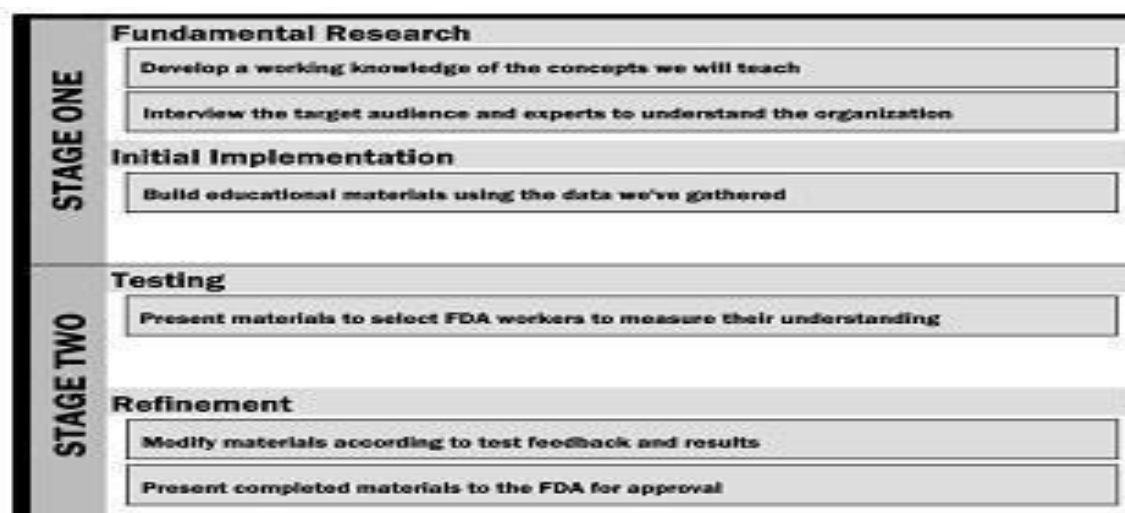 STAGE ONE
Fundamental Research
Develop a working knowledge of the concepts we will teach
Interview the target audience and experts to understand the organization
Initial Implementation
Build educational materials using the data we've gathered
STAGE TWO
Testing
Present materials to select FDA workers to measure their understanding
Refinement
Modify materials according to test feedback and results
Present completed materials to the FDA for approval